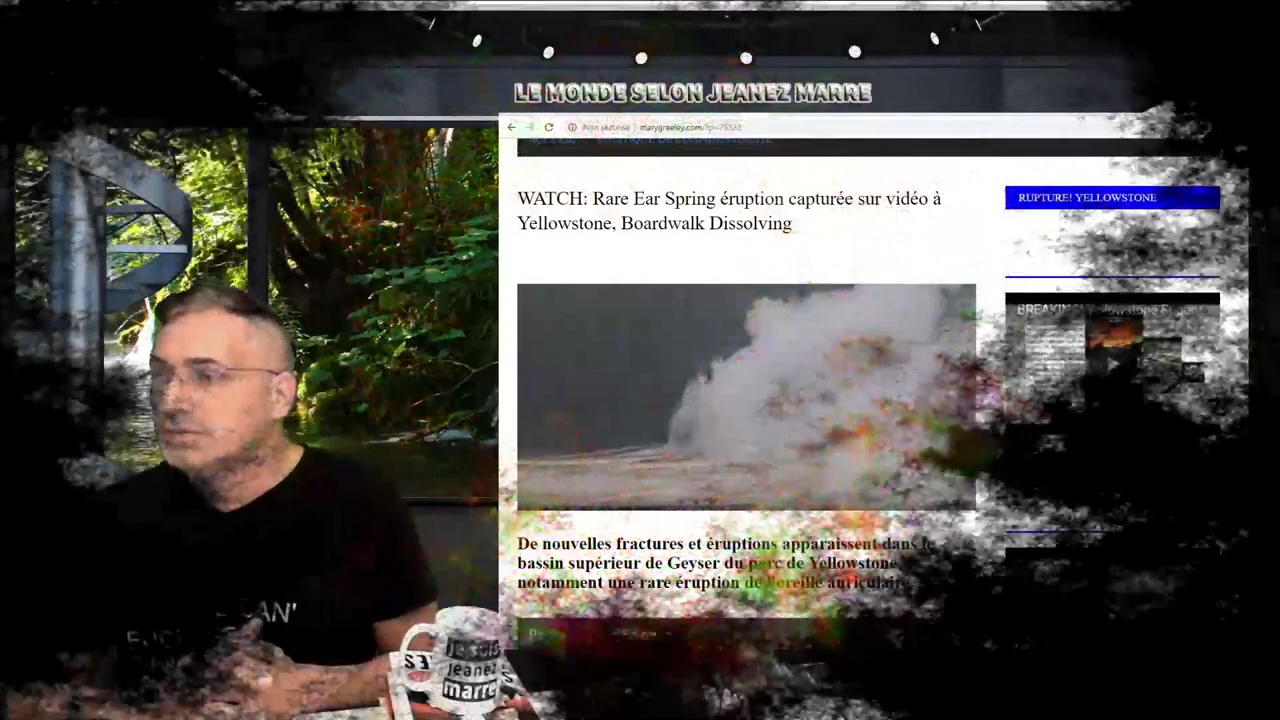 LE MONDE SELON JEANEZ MARRE
Non sécurisé | marygreeley.com/?p=75522
WATCH: Rare Ear Spring éruption capturée sur vidéo à
Yellowstone, Boardwalk Dissolving
RUPTURE! YELLOWSTONE
BREAKING
De nouvelles fractures et éruptions apparaissent dans le
bassin supérieur de Geyser du parc de Yellowstone,
notamment une rare éruption de l'oreille auriculaire
je suis
jeanez
marre